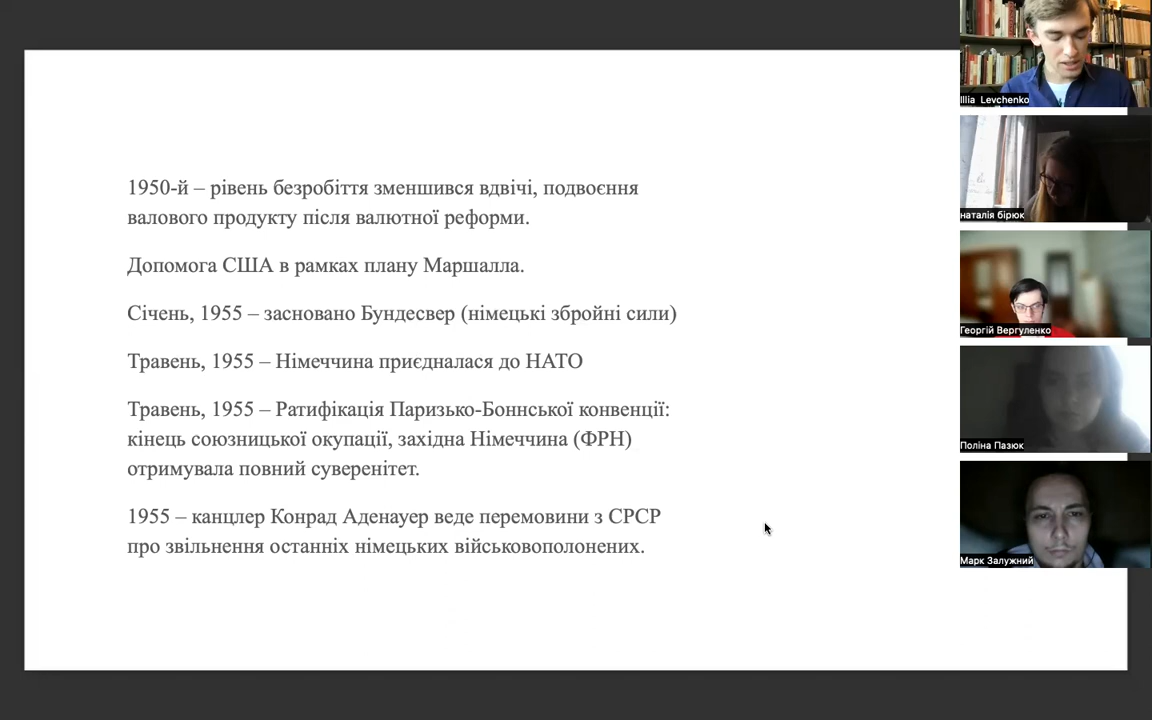 1950-й – рівень безробіття зменшився вдвічі, подвоєння
валового продукту після валютної реформи.
Допомога США в рамках плану Маршалла.
Січень, 1955 – засновано Бундесвер (німецькі збройні сили)
Травень, 1955 – Німеччина приєдналася до НАТО
Травень, 1955 – Ратифікація Паризько-Боннської конвенції:
кінець союзницької окупації, західна Німеччина (ФРН)
отримувала повний суверенітет.
1955 – канцлер Конрад Аденауер веде перемовини з СРСР
про звільнення останніх німецьких військовополонених.
Illia Levchenko
наталія бірюк
Георгій Вергуленко
Поліна Пазюк
Марк Залужний